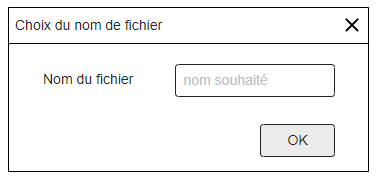 Choix du nom de fichier
Nom du fichier
nom souhaité
OK